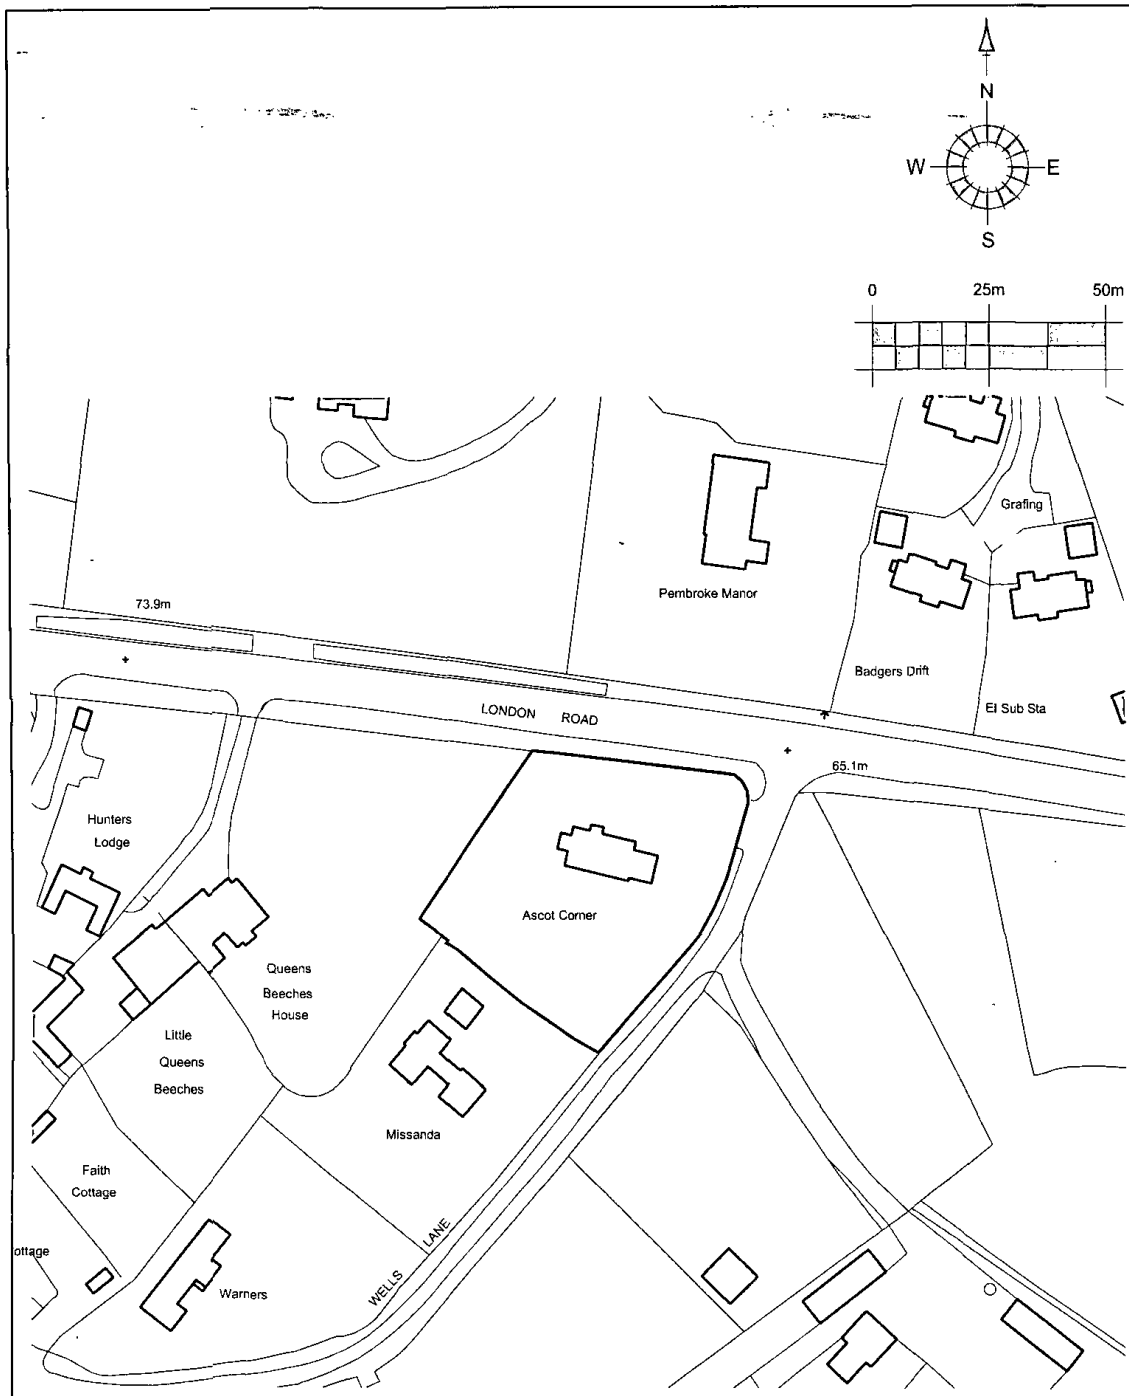 N
W E
S
0 25m 50m
Grafing
73.9m
Pembroke Manor
Badgers Drift
El Sub Sta
LONDON ROAD
65.1m
Hunters
Lodge
Ascot Corner
Queens
Beeches
House
Little
Queens
Beeches
Missanda
Faith
Cottage
ottage
WELLS LANE
Warners